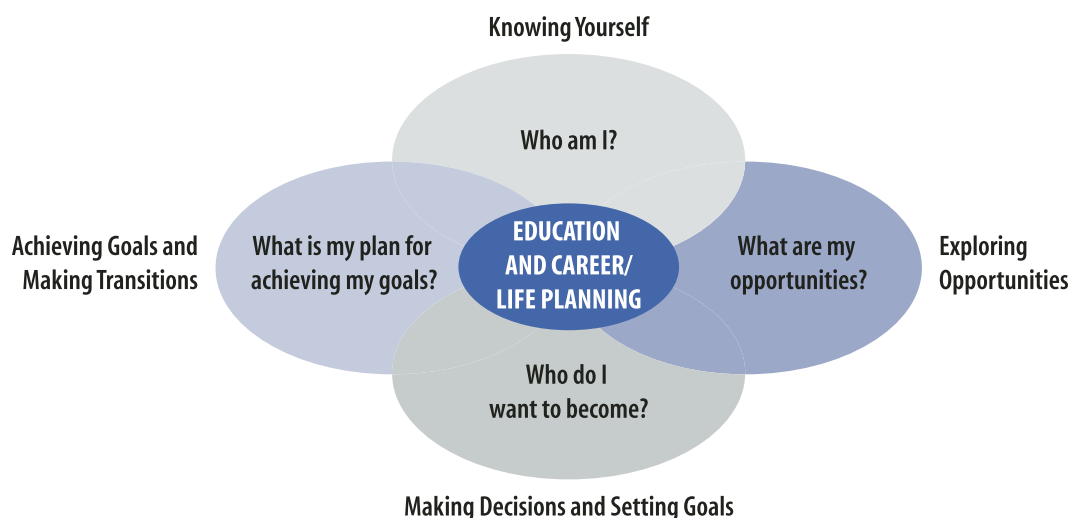 Knowing Yourself
Who am I?
Achieving Goals and
Making Transitions
What is my plan for
achieving my goals?
EDUCATION
AND CAREER/
LIFE PLANNING
What are my
opportunities?
Exploring
Opportunities
Who do I
want to become?
Making Decisions and Setting Goals